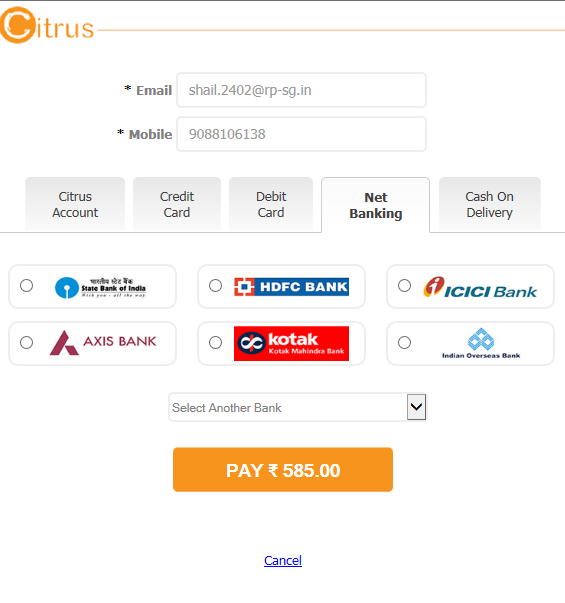 Citrus
* Email shail.2402@rp-sg.in
* Mobile 9088106138
Citrus Account
Credit Card
Debit Card
Net Banking
Cash On Delivery
भारतीय स्टेट बैंक
State Bank of India
With you - all the way
HDFC BANK
ICICI Bank
AXIS BANK
kotak
Kotak Mahindra Bank
Indian Overseas Bank
Select Another Bank
PAY ₹ 585.00
Cancel